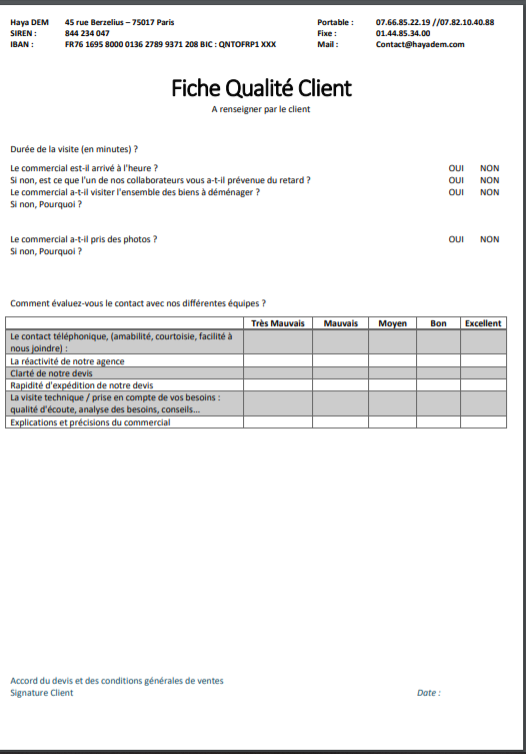 Haya DEM 45 rue Berzelius – 75017 Paris Portable : 07.66.85.22.19 //07.82.10.40.88
SIREN : 844 234 047 Fixe : 01.44.85.34.00
IBAN : FR76 1695 8000 0136 2789 9371 208 BIC : QNTOFRP1 XXX Mail : Contact@hayadem.com
Fiche Qualité Client
A renseigner par le client
Durée de la visite (en minutes) ?
Le commercial est-il arrivé à l'heure ? OUI NON
Si non, est ce que l'un de nos collaborateurs vous a-t-il prévenue du retard ? OUI NON
Le commercial a-t-il visiter l'ensemble des biens à déménager ? OUI NON
Si non, Pourquoi ?
Le commercial a-t-il pris des photos ? OUI NON
Si non, Pourquoi ?
Comment évaluez-vous le contact avec nos différentes équipes ?
Très Mauvais Mauvais Moyen Bon Excellent
Le contact téléphonique, (amabilité, courtoisie, facilité à
nous joindre) :
La réactivité de notre agence
Clarté de notre devis
Rapidité d'expédition de notre devis
La visite technique / prise en compte de vos besoins :
qualité d'écoute, analyse des besoins, conseils...
Explications et précisions du commercial
Accord du devis et des conditions générales de ventes
Signature Client Date :